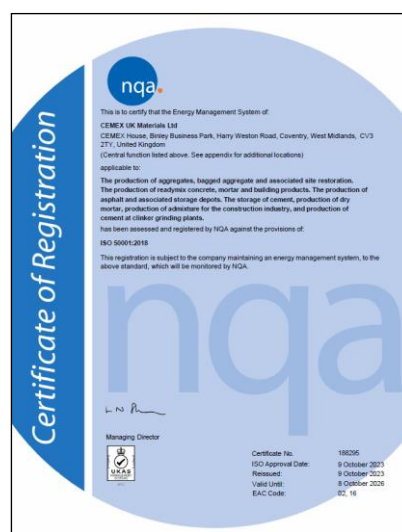 Certificate of Registration
nqa.
This is to certify that the Energy Management System of:
CEMEX UK Materials Ltd
CEMEX House, Binley Business Park, Harry Weston Road, Coventry, West Midlands, CV3
2TY, United Kingdom
(Central function listed above. See appendix for additional locations)
applicable to:
The production of aggregates, bagged aggregate and associated site restoration.
The production of readymix concrete, mortar and building products. The production of
asphalt and associated storage depots. The storage of cement, production of dry
mortar, production of admixture for the construction industry, and production of
cement at clinker grinding plants.
has been assessed and registered by NQA against the provisions of:
ISO 50001:2018
This registration is subject to the company maintaining an energy management system, to the
above standard, which will be monitored by NQA.
nqa
Managing Director
UKAS
Certificate No. 188295
ISO Approval Date: 9 October 2023
Reissued: 9 October 2023
Valid Until: 8 October 2026
EAC Code: 02, 16